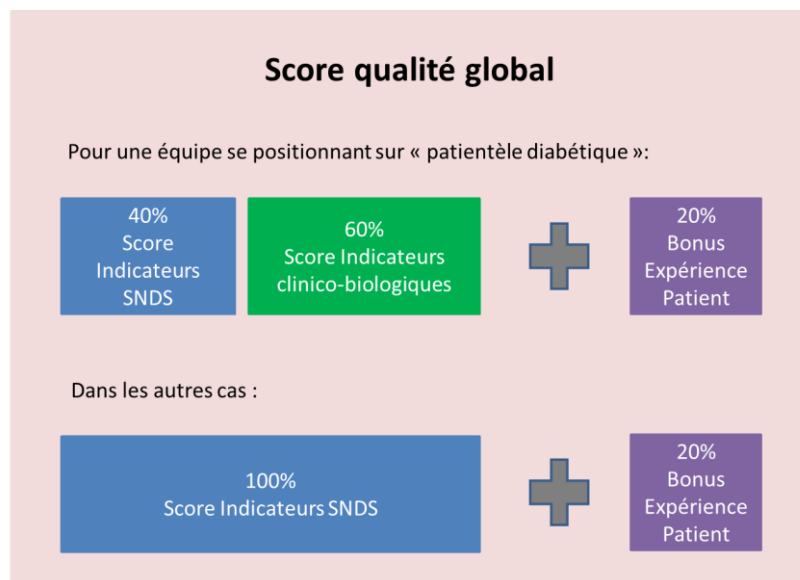 Score qualité global
Pour une équipe se positionnant sur « patientèle diabétique »:
40%
Score
Indicateurs
SNDS
60%
Score Indicateurs
clinico-biologiques
20%
Bonus
Expérience
Patient
Dans les autres cas :
100%
Score Indicateurs SNDS
20%
Bonus
Expérience
Patient